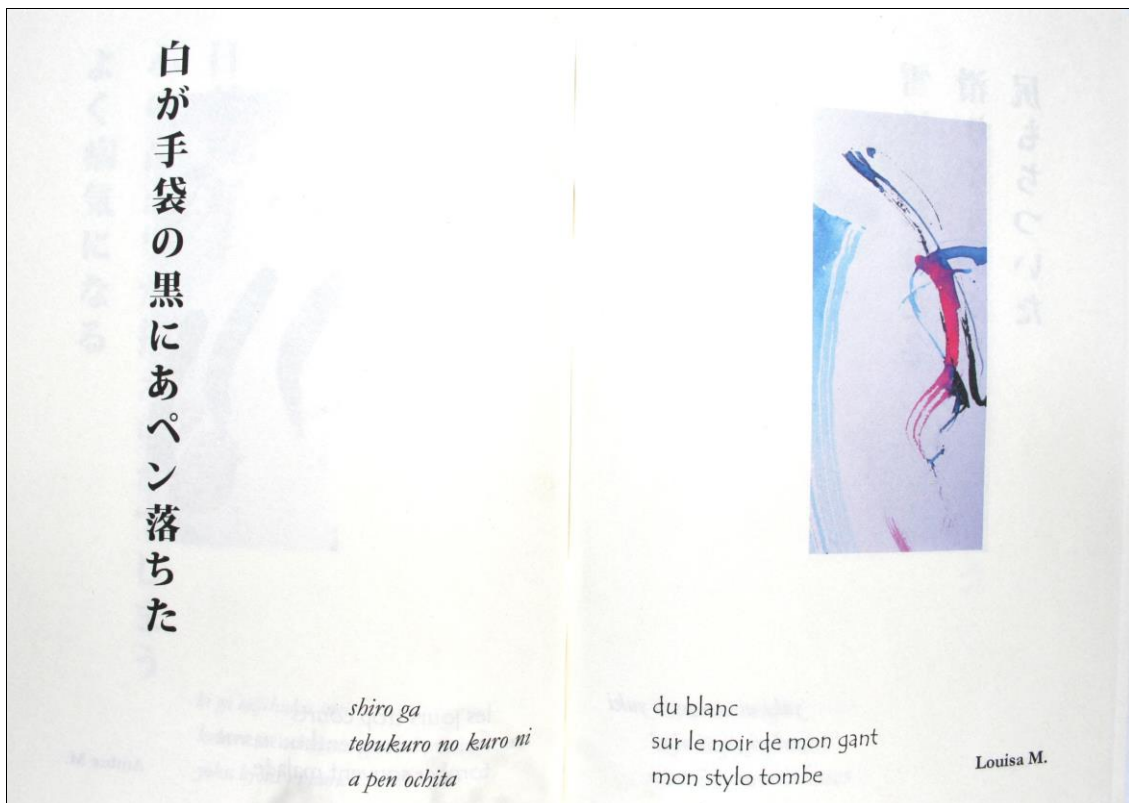 白が手袋の黒にあペン落ちた
shiro ga
tebukuro no kuro ni
a pen ochita
du blanc
sur le noir de mon gant
mon stylo tombe
Louisa M.